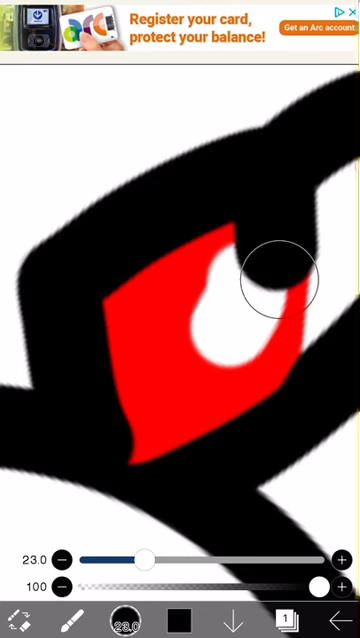 Register your card,
protect your balance!
Get an Arc account
23.0
100
23.0
1